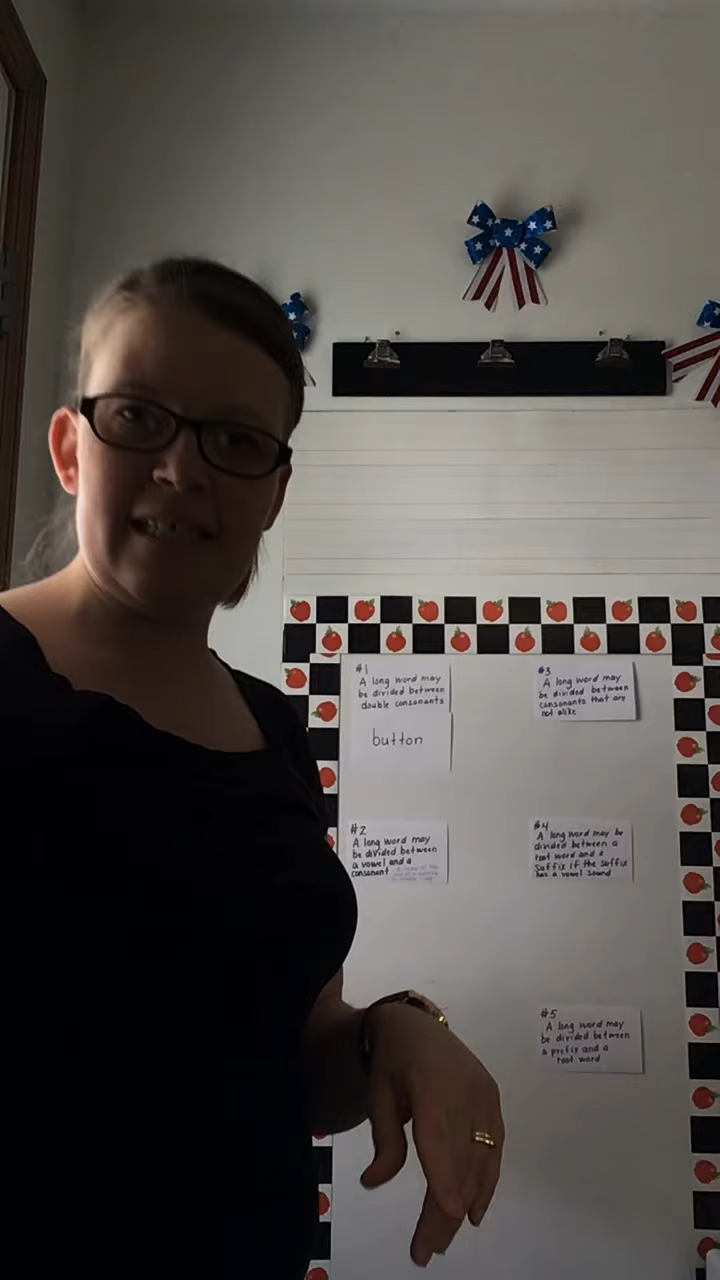 #1
A long word may
be divided between
double consonants
button
#2
A long word may
be divided between
a vowel and a
consonant
#3
A long word may
be divided between
consonants that are
not alike
#4
A long word may be
divided between a
root word and a
suffix if the suffix
has a vowel sound
#5
A long word may
be divided between
a prefix and a
root word